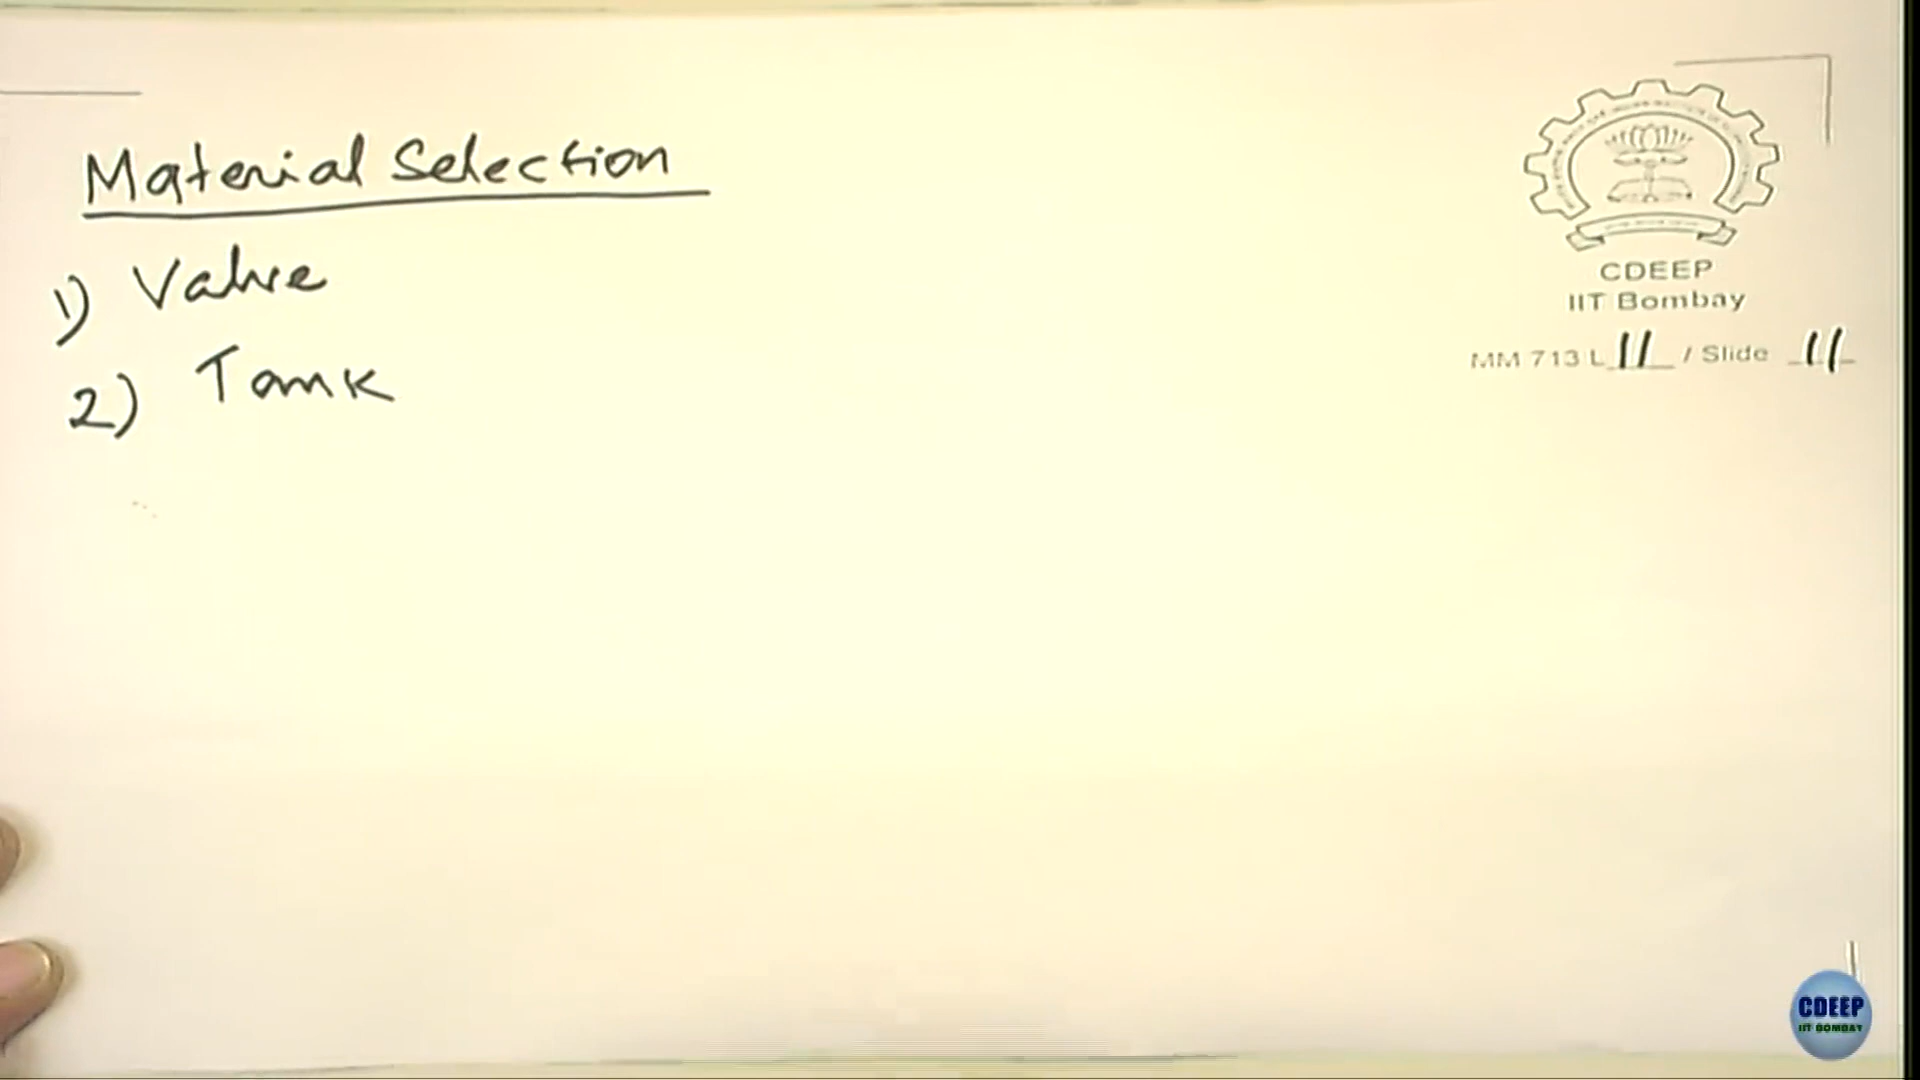 Material Selection
1) Valve
2) Tank
CDEEP
IIT Bombay
MM 713 L 11 / Slide 11
CDEEP
IIT BOMBAY